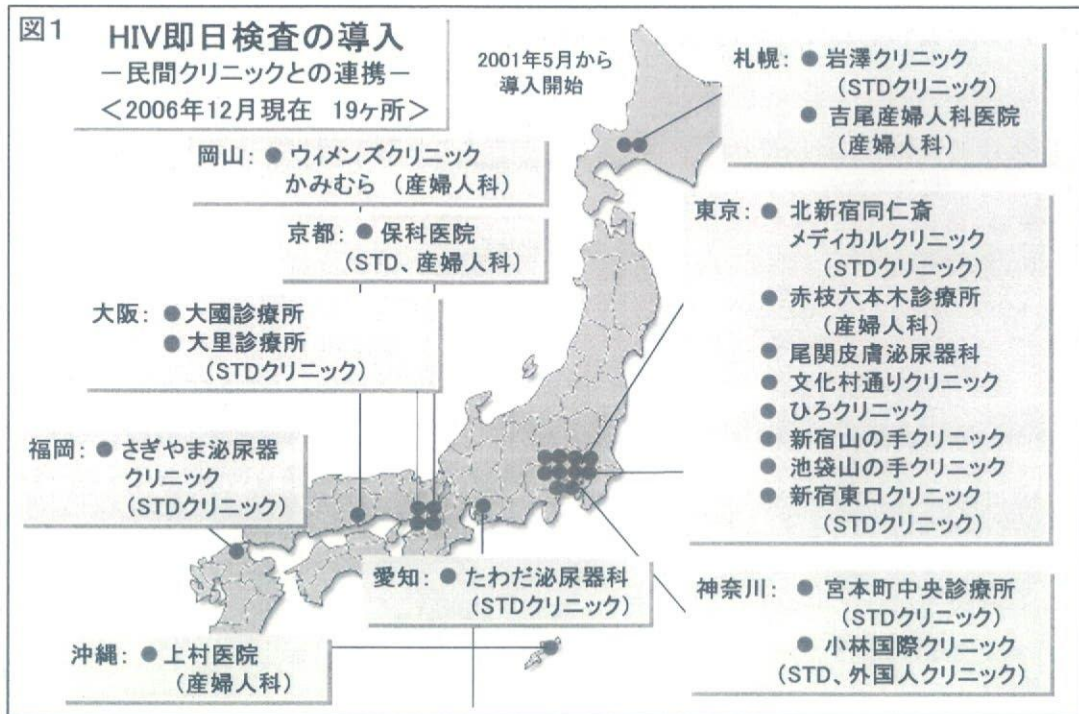 図1
HIV即日検査の導入
－民間クリニックとの連携－
＜2006年12月現在　19ヶ所＞
2001年5月から
導入開始
札幌： ● 岩澤クリニック
(STDクリニック)
● 吉尾産婦人科医院
(産婦人科)
岡山： ● ウィメンズクリニック
かみむら （産婦人科）
京都： ● 保科医院
(STD、産婦人科)
大阪： ● 大國診療所
● 大里診療所
(STDクリニック)
福岡： ● さぎやま泌尿器
クリニック
(STDクリニック)
東京： ● 北新宿同仁斎
メディカルクリニック
(STDクリニック)
● 赤枝六本木診療所
(産婦人科)
● 尾関皮膚泌尿器科
● 文化村通りクリニック
● ひろクリニック
● 新宿山の手クリニック
● 池袋山の手クリニック
● 新宿東口クリニック
(STDクリニック)
愛知： ● たわだ泌尿器科
(STDクリニック)
神奈川： ● 宮本町中央診療所
(STDクリニック)
● 小林国際クリニック
(STD、外国人クリニック)
沖縄： ● 上村医院
(産婦人科)